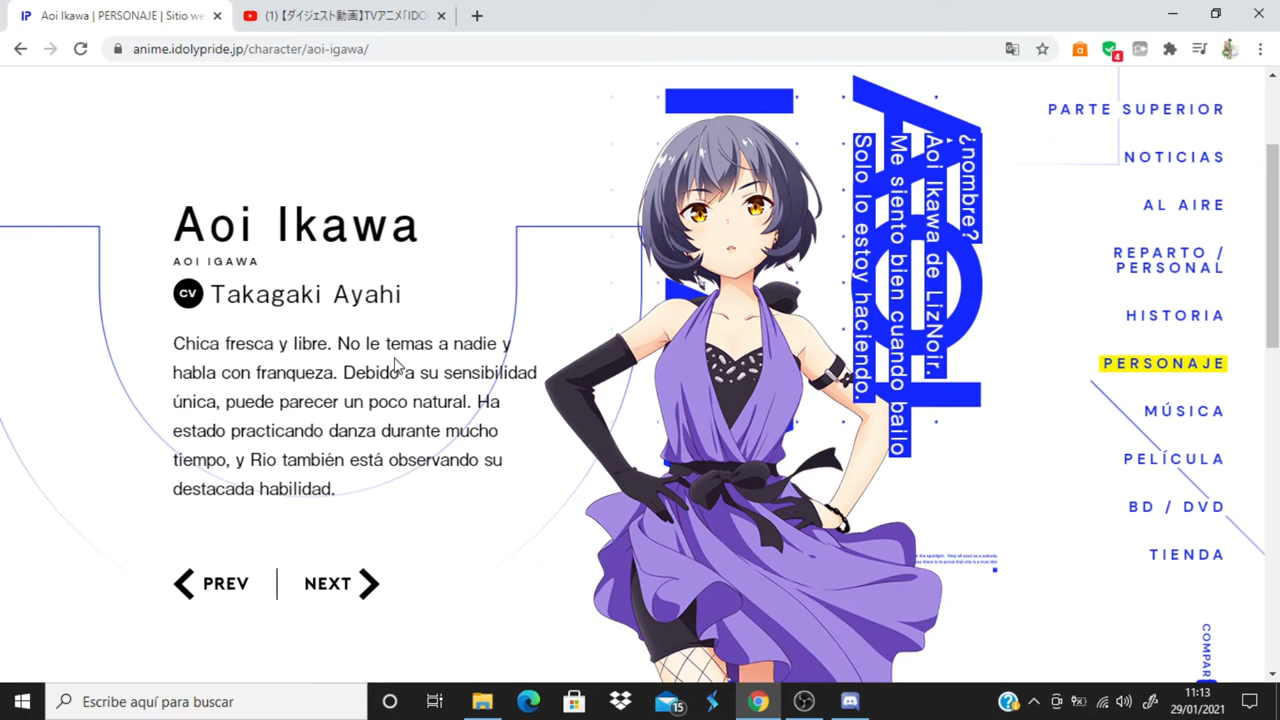 IP Aoi Ikawa | PERSONAJE | Sitio we
(1) 【ダイジェスト動画】TVアニメ「IDOL
anime.idolypride.jp/character/aoi-igawa/
4
Aoi Ikawa
AOI IGAWA
CV Takagaki Ayahi
Chica fresca y libre. No le temas a nadie y
habla con franqueza. Debido a su sensibilidad
única, puede parecer un poco natural. Ha
estado practicando danza durante mucho
tiempo, y Rio también está observando su
destacada habilidad.
PREV
NEXT
¿nombre?
Aoi Ikawa de LizNoir.
Me siento bien cuando bailo
Solo lo estoy haciendo.
PARTE SUPERIOR
NOTICIAS
AL AIRE
REPARTO /
PERSONAL
HISTORIA
PERSONAJE
MÚSICA
PELÍCULA
BD / DVD
TIENDA
COMPAR
Escribe aquí para buscar
15
11:13
29/01/2021